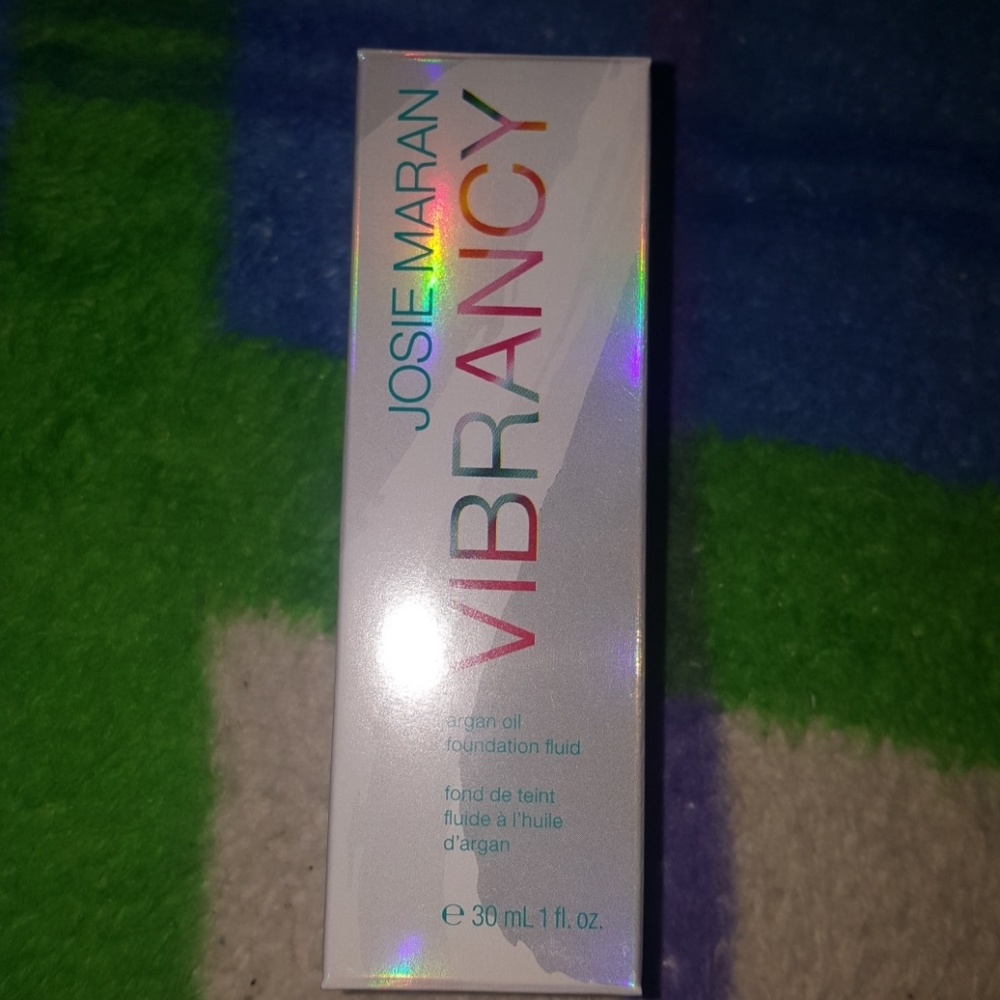 JOSIE MARAN
VIBRANCY
argan oil
foundation fluid
fond de teint
fluide à l'huile
d'argan
℮ 30 mL 1 fl. oz.